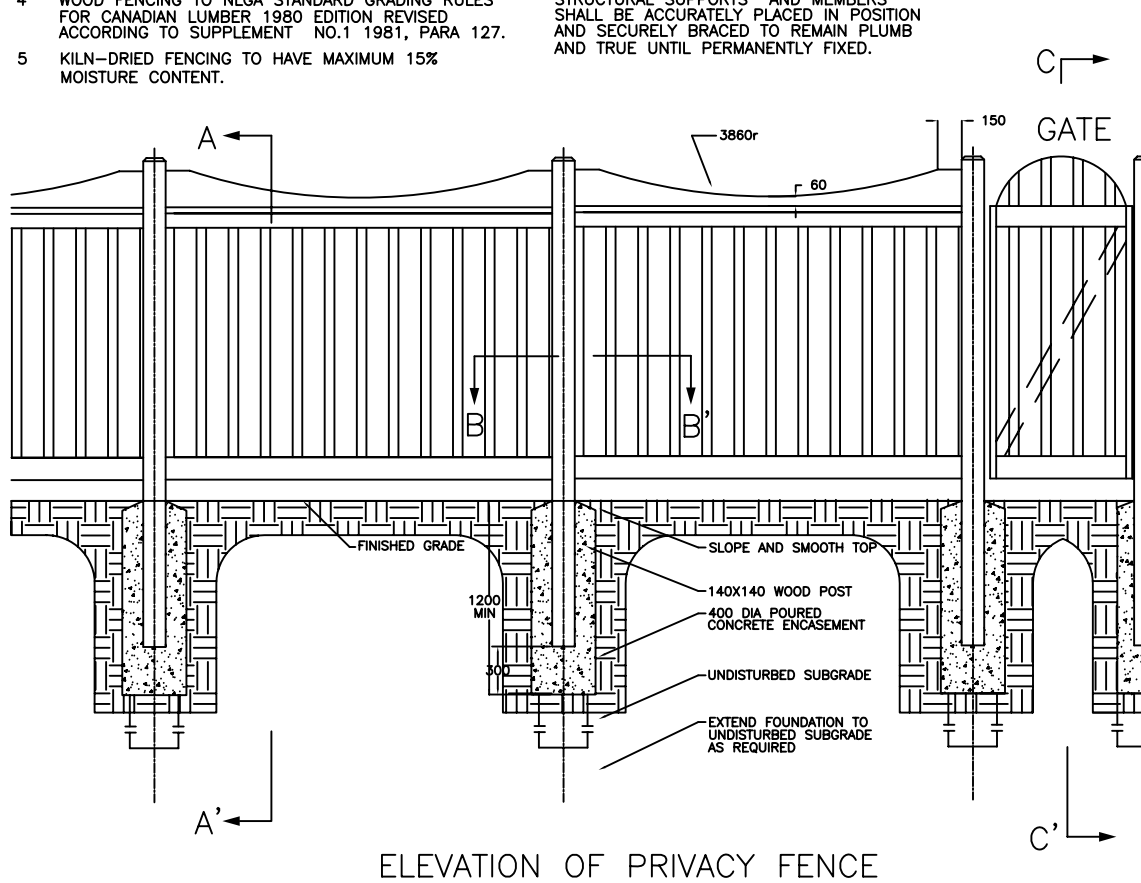 4 WOOD FENCING TO NLGA STANDARD GRADING RULES
FOR CANADIAN LUMBER 1980 EDITION REVISED
ACCORDING TO SUPPLEMENT NO.1 1981, PARA 127.
5 KILN-DRIED FENCING TO HAVE MAXIMUM 15%
MOISTURE CONTENT.
STRUCTURAL SUPPORTS AND MEMBERS
SHALL BE ACCURATELY PLACED IN POSITION
AND SECURELY BRACED TO REMAIN PLUMB
AND TRUE UNTIL PERMANENTLY FIXED.
C
A
3860r
150
GATE
60
B
B'
FINISHED GRADE
SLOPE AND SMOOTH TOP
140X140 WOOD POST
1200
MIN
400 DIA POURED
CONCRETE ENCASEMENT
300
UNDISTURBED SUBGRADE
EXTEND FOUNDATION TO
UNDISTURBED SUBGRADE
AS REQUIRED
A'
C'
ELEVATION OF PRIVACY FENCE